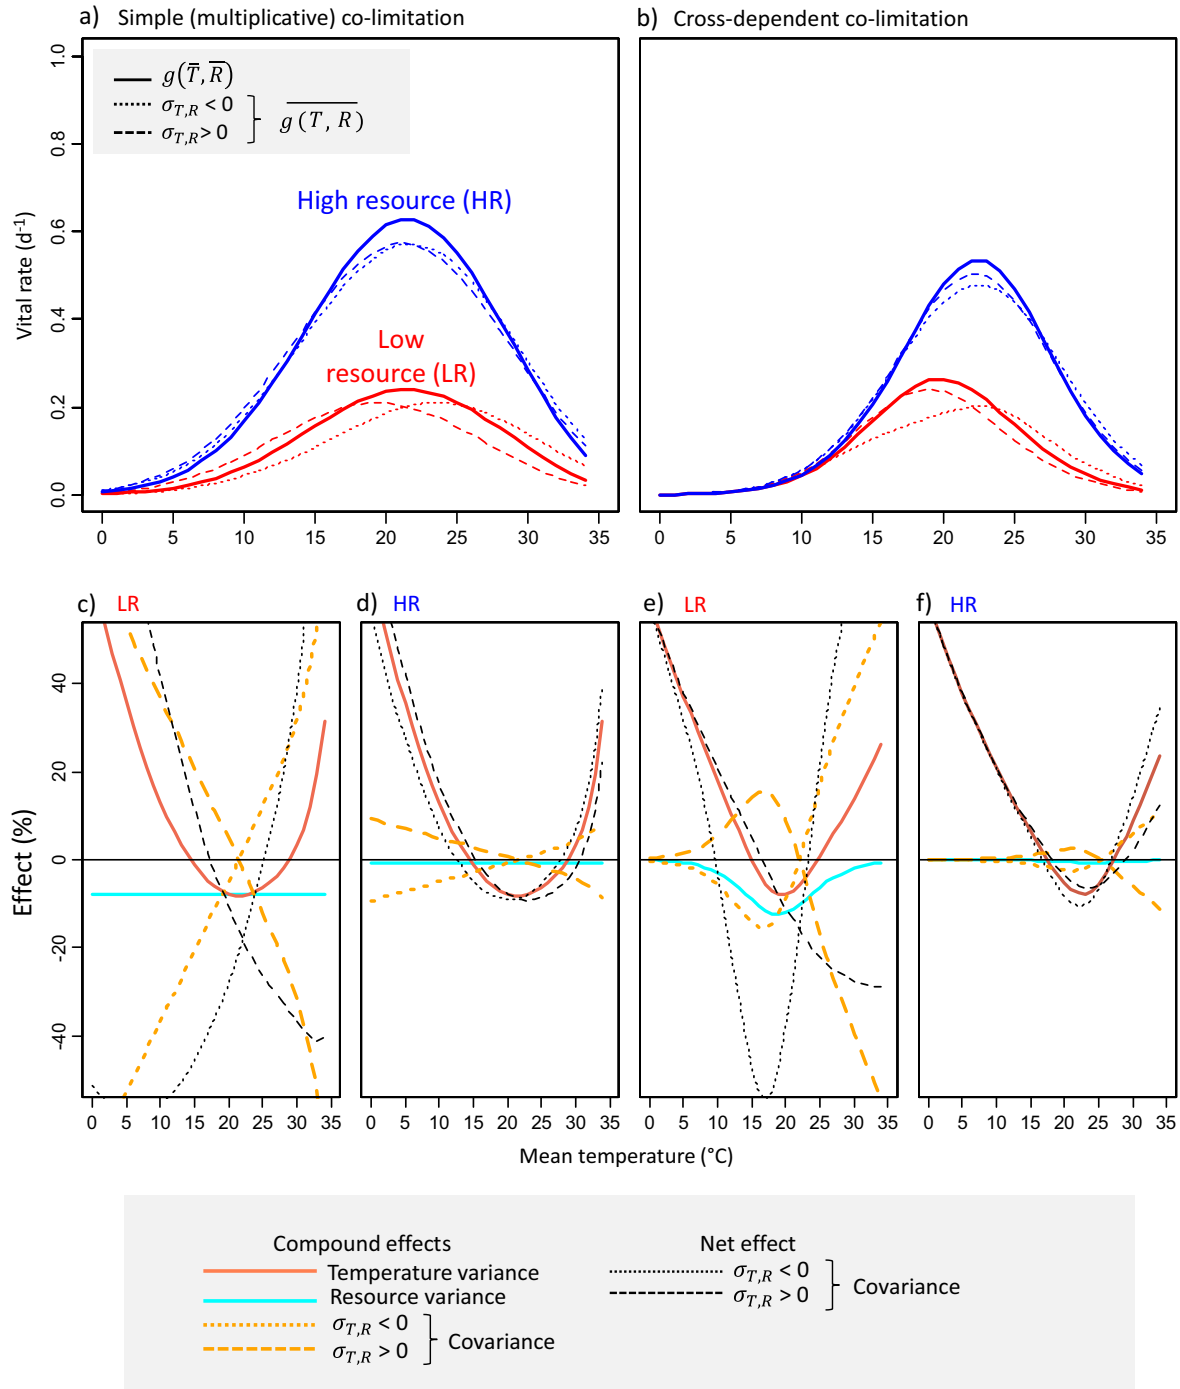 a) Simple (multiplicative) co-limitation
b) Cross-dependent co-limitation
g(T̅, R̅)
σT,R < 0
σT,R > 0
g(T, R)
High resource (HR)
Low
resource (LR)
Vital rate (d⁻¹)
1.0
0.8
0.6
0.4
0.2
0.0
0 5 10 15 20 25 30 35
0 5 10 15 20 25 30 35
c) LR
d) HR
e) LR
f) HR
Effect (%)
40
20
0
20
-40
0 5 10 15 20 25 30 35
0 5 10 15 20 25 30 35
0 5 10 15 20 25 30 35
0 5 10 15 20 25 30 35
Mean temperature (°C)
Compound effects
Temperature variance
Resource variance
σT,R < 0
σT,R > 0
Covariance
Net effect
σT,R < 0
σT,R > 0
Covariance